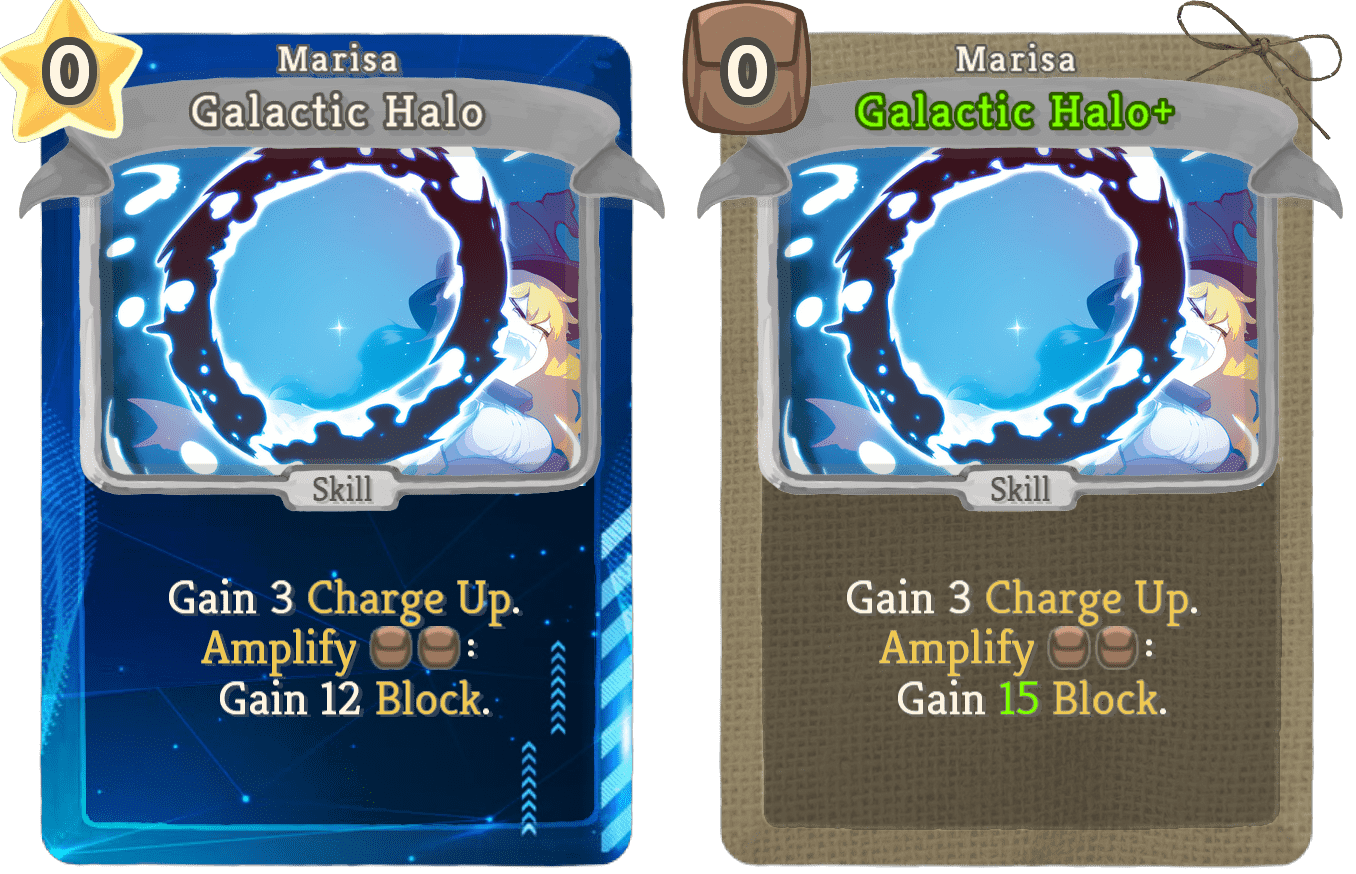 0
Marisa
Galactic Halo
Skill
Gain 3 Charge Up.
Amplify :
Gain 12 Block.
0
Marisa
Galactic Halo+
Skill
Gain 3 Charge Up.
Amplify :
Gain 15 Block.